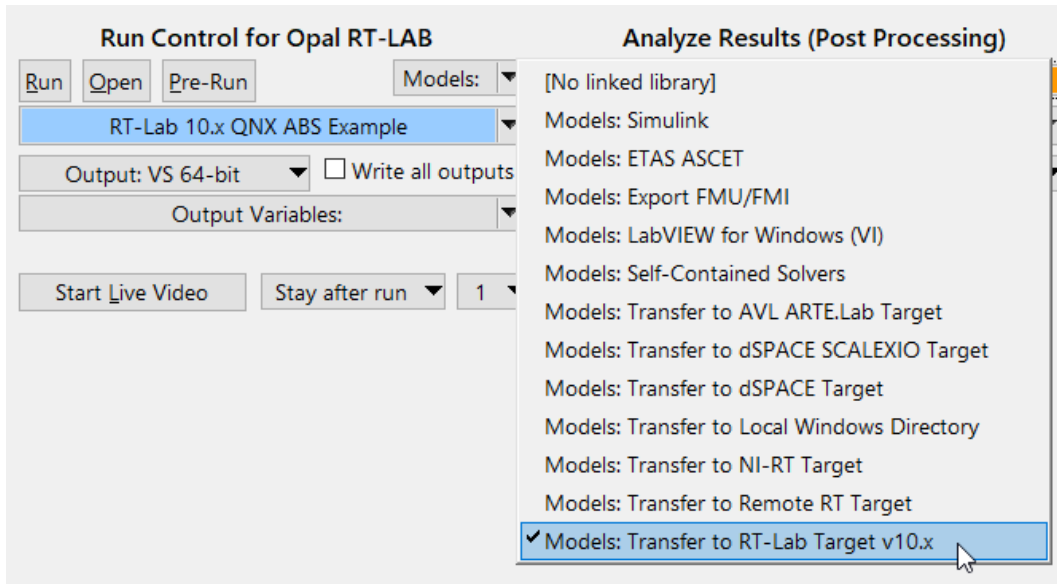 Run Control for Opal RT-LAB
Analyze Results (Post Processing)
Run
Open
Pre-Run
Models:
RT-Lab 10.x QNX ABS Example
Output: VS 64-bit
Write all outputs
Output Variables:
Start Live Video
Stay after run
1
[No linked library]
Models: Simulink
Models: ETAS ASCET
Models: Export FMU/FMI
Models: LabVIEW for Windows (VI)
Models: Self-Contained Solvers
Models: Transfer to AVL ARTE.Lab Target
Models: Transfer to dSPACE SCALEXIO Target
Models: Transfer to dSPACE Target
Models: Transfer to Local Windows Directory
Models: Transfer to NI-RT Target
Models: Transfer to Remote RT Target
Models: Transfer to RT-Lab Target v10.x